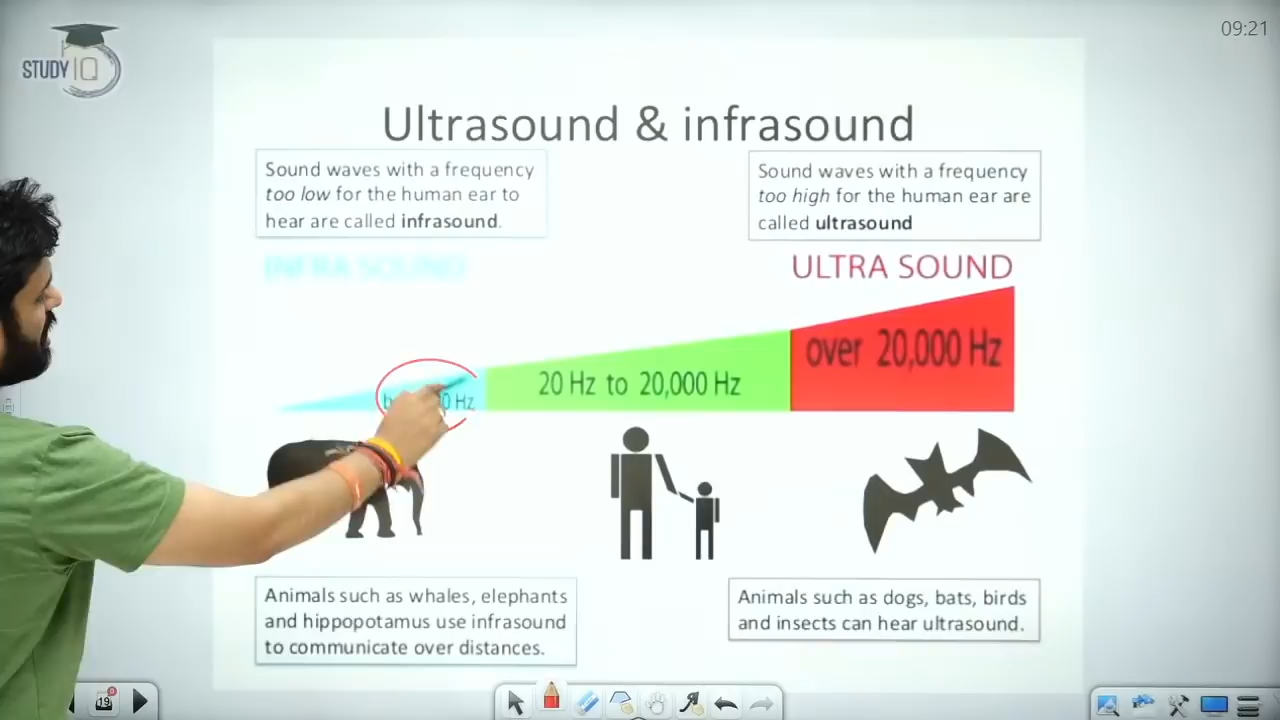 STUDY IQ
09:21
Ultrasound & infrasound
Sound waves with a frequency
too low for the human ear to
hear are called infrasound.
Sound waves with a frequency
too high for the human ear are
called ultrasound
INFRA SOUND
ULTRA SOUND
Hz
20 Hz to 20,000 Hz
over 20,000 Hz
Animals such as whales, elephants
and hippopotamus use infrasound
to communicate over distances.
Animals such as dogs, bats, birds
and insects can hear ultrasound.
19